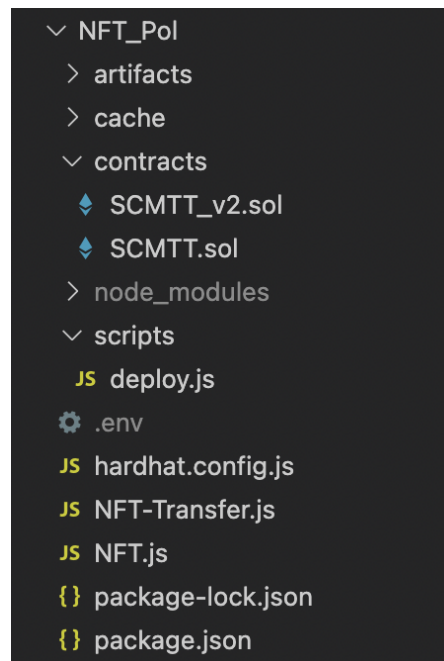 NFT_Pol
artifacts
cache
contracts
SCMTT_v2.sol
SCMTT.sol
node_modules
scripts
JS deploy.js
.env
JS hardhat.config.js
JS NFT-Transfer.js
JS NFT.js
{} package-lock.json
{} package.json